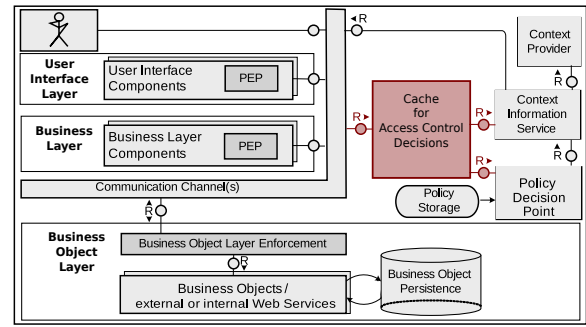 R
Context
Provider
User
Interface
Layer
User Interface
Components
PEP
R
Cache
for
Access Control
Decisions
R
R
Context
Information
Service
Business
Layer
Business Layer
Components
PEP
R
R
Communication Channel(s)
Policy
Storage
Policy
Decision
Point
R
Business
Object
Layer
Business Object Layer Enforcement
R
Business Objects /
external or internal Web Services
Business Object
Persistence